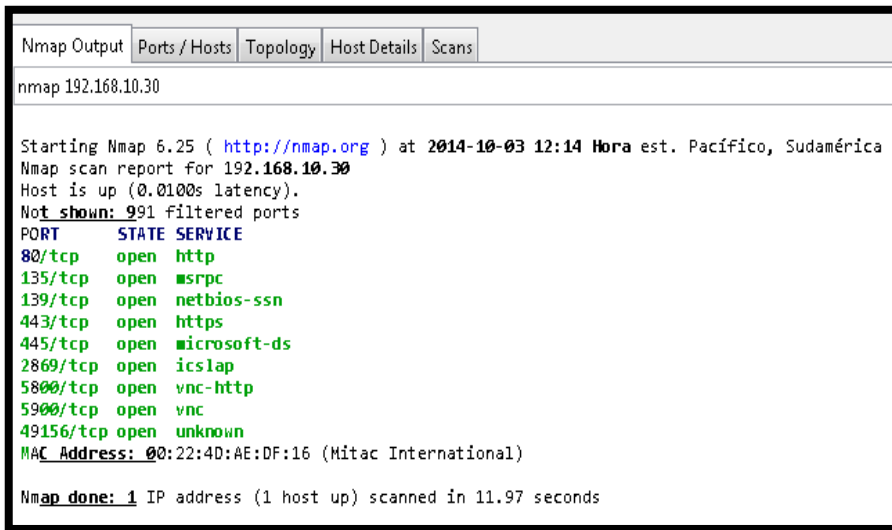 Nmap Output Ports / Hosts Topology Host Details Scans
nmap 192.168.10.30
Starting Nmap 6.25 ( http://nmap.org ) at 2014-10-03 12:14 Hora est. Pacífico, Sudamérica
Nmap scan report for 192.168.10.30
Host is up (0.0100s latency).
Not shown: 991 filtered ports
PORT STATE SERVICE
80/tcp open http
135/tcp open msrpc
139/tcp open netbios-ssn
443/tcp open https
445/tcp open microsoft-ds
2869/tcp open icslap
5800/tcp open vnc-http
5900/tcp open vnc
49156/tcp open unknown
MAC Address: 00:22:4D:AE:DF:16 (Mitac International)
Nmap done: 1 IP address (1 host up) scanned in 11.97 seconds